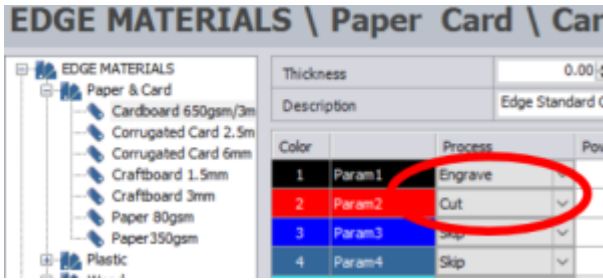 EDGE MATERIALS \ Paper Card \ Car
EDGE MATERIALS
Paper & Card
Cardboard 650gsm/3m
Corrugated Card 2.5m
Corrugated Card 6mm
Craftboard 1.5mm
Craftboard 3mm
Paper 80gsm
Paper350gsm
Plastic
Wood
Thickness 0.00
Description Edge Standard C
Color Process Pow
1 Param1 Engrave
2 Param2 Cut
3 Param3 Skip
4 Param4 Skip